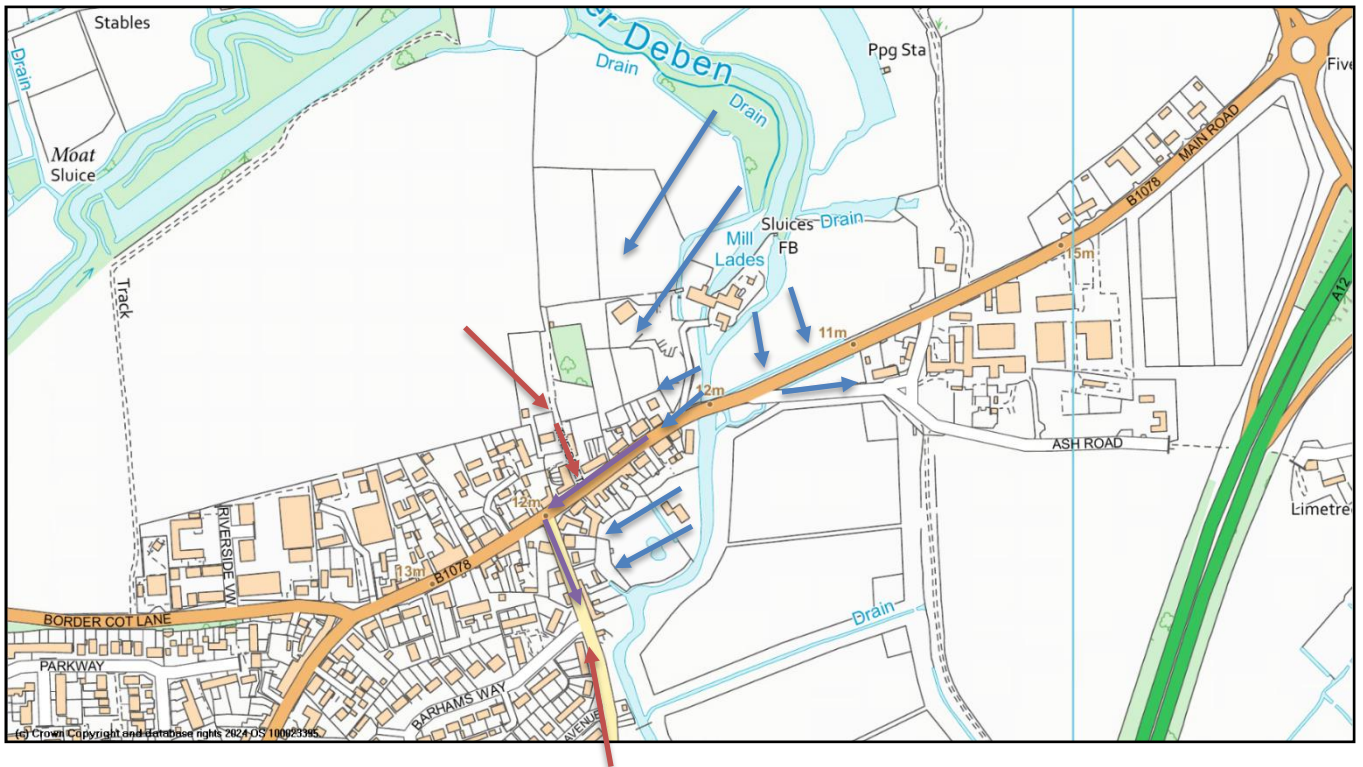 Stables
er Deben
Drain
Drain
Drain
Ppg Sta
Five
MAIN ROAD
B1078
Moat
Sluice
Sluices
FB
Drain
Mill
Lades
15m
A12
Track
11m
12m
ASH ROAD
12m
Limetre
RIVERSIDE
13m
B1078
BORDER COT LANE
Drain
PARKWAY
BARHAMS WAY
AVENUE
(c) Crown Copyright and database rights 2024 OS 100023395